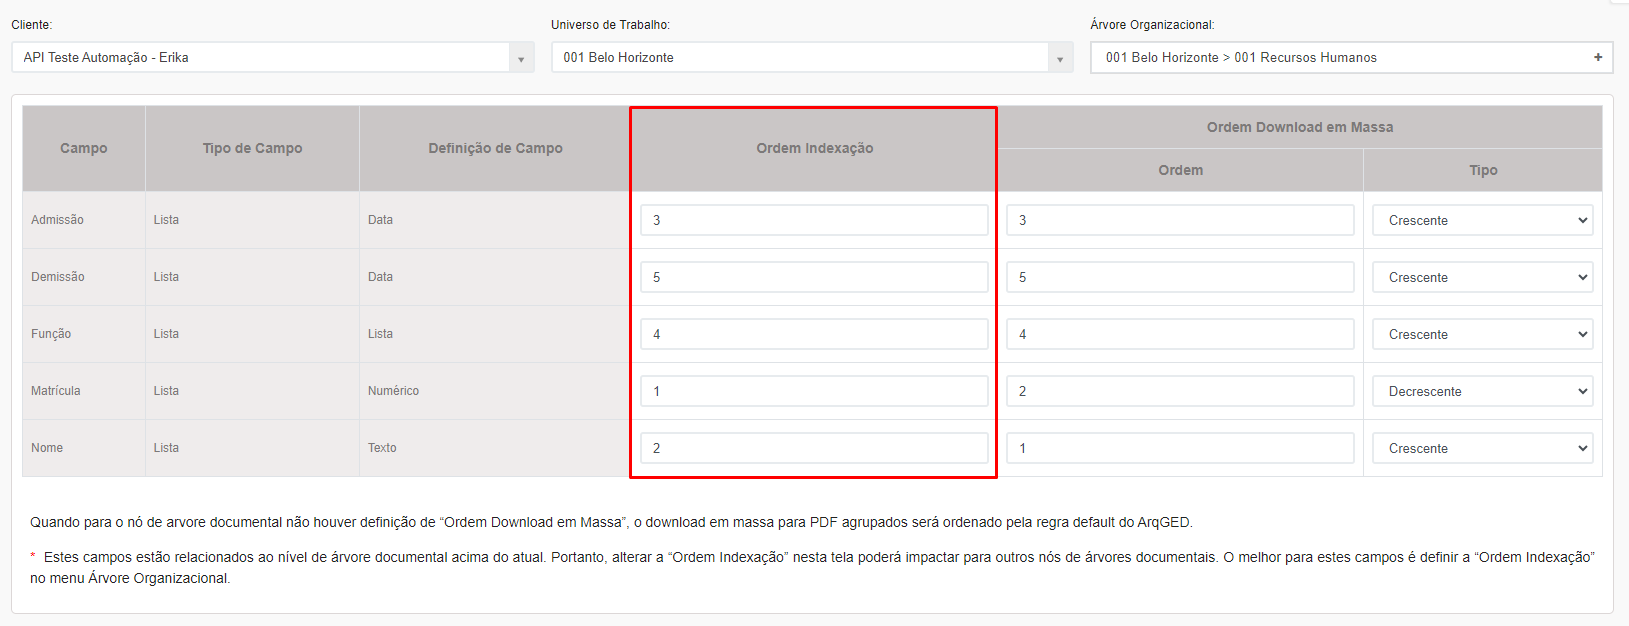 Cliente:
Universo de Trabalho:
Árvore Organizacional:
API Teste Automação - Erika
001 Belo Horizonte
001 Belo Horizonte > 001 Recursos Humanos +
Campo
Tipo de Campo
Definição de Campo
Ordem Indexação
Ordem Download em Massa
Ordem
Tipo
Admissão Lista Data 3 3 Crescente
Demissão Lista Data 5 5 Crescente
Função Lista Lista 4 4 Crescente
Matrícula Lista Numérico 1 2 Decrescente
Nome Lista Texto 2 1 Crescente
Quando para o nó de arvore documental não houver definição de “Ordem Download em Massa”, o download em massa para PDF agrupados será ordenado pela regra default do ArqGED.
* Estes campos estão relacionados ao nível de árvore documental acima do atual. Portanto, alterar a “Ordem Indexação” nesta tela poderá impactar para outros nós de árvores documentais. O melhor para estes campos é definir a “Ordem Indexação”
no menu Árvore Organizacional.